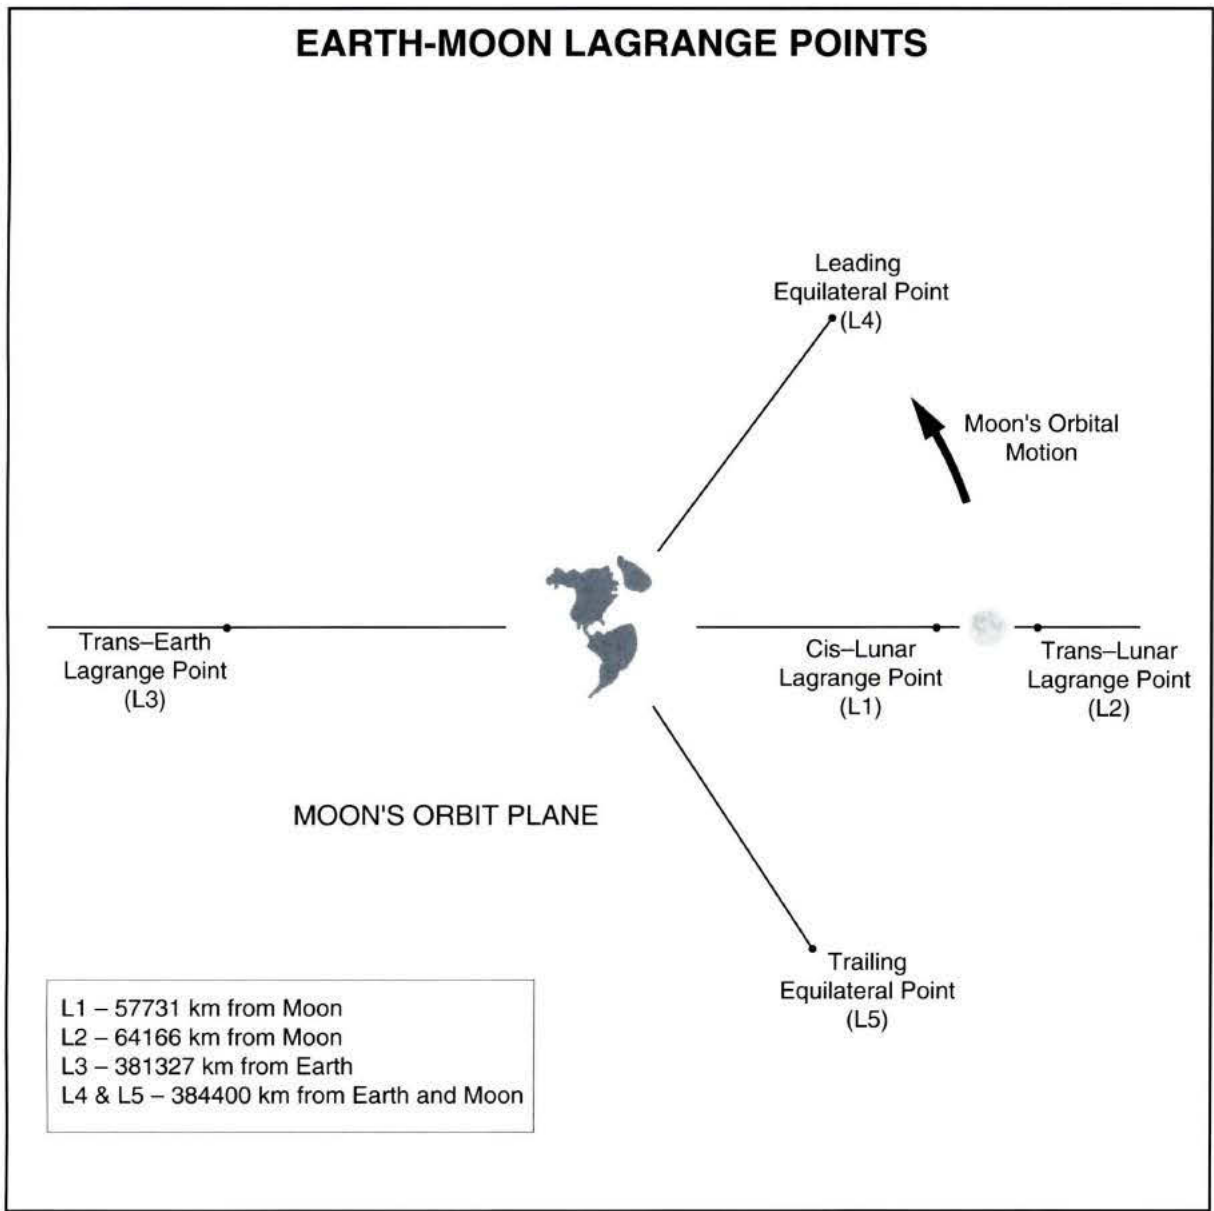 EARTH-MOON LAGRANGE POINTS
Leading
Equilateral Point
(L4)
Moon's Orbital
Motion
Trans–Earth
Lagrange Point
(L3)
Cis–Lunar
Lagrange Point
(L1)
Trans–Lunar
Lagrange Point
(L2)
MOON'S ORBIT PLANE
Trailing
Equilateral Point
(L5)
L1 – 57731 km from Moon
L2 – 64166 km from Moon
L3 – 381327 km from Earth
L4 & L5 – 384400 km from Earth and Moon